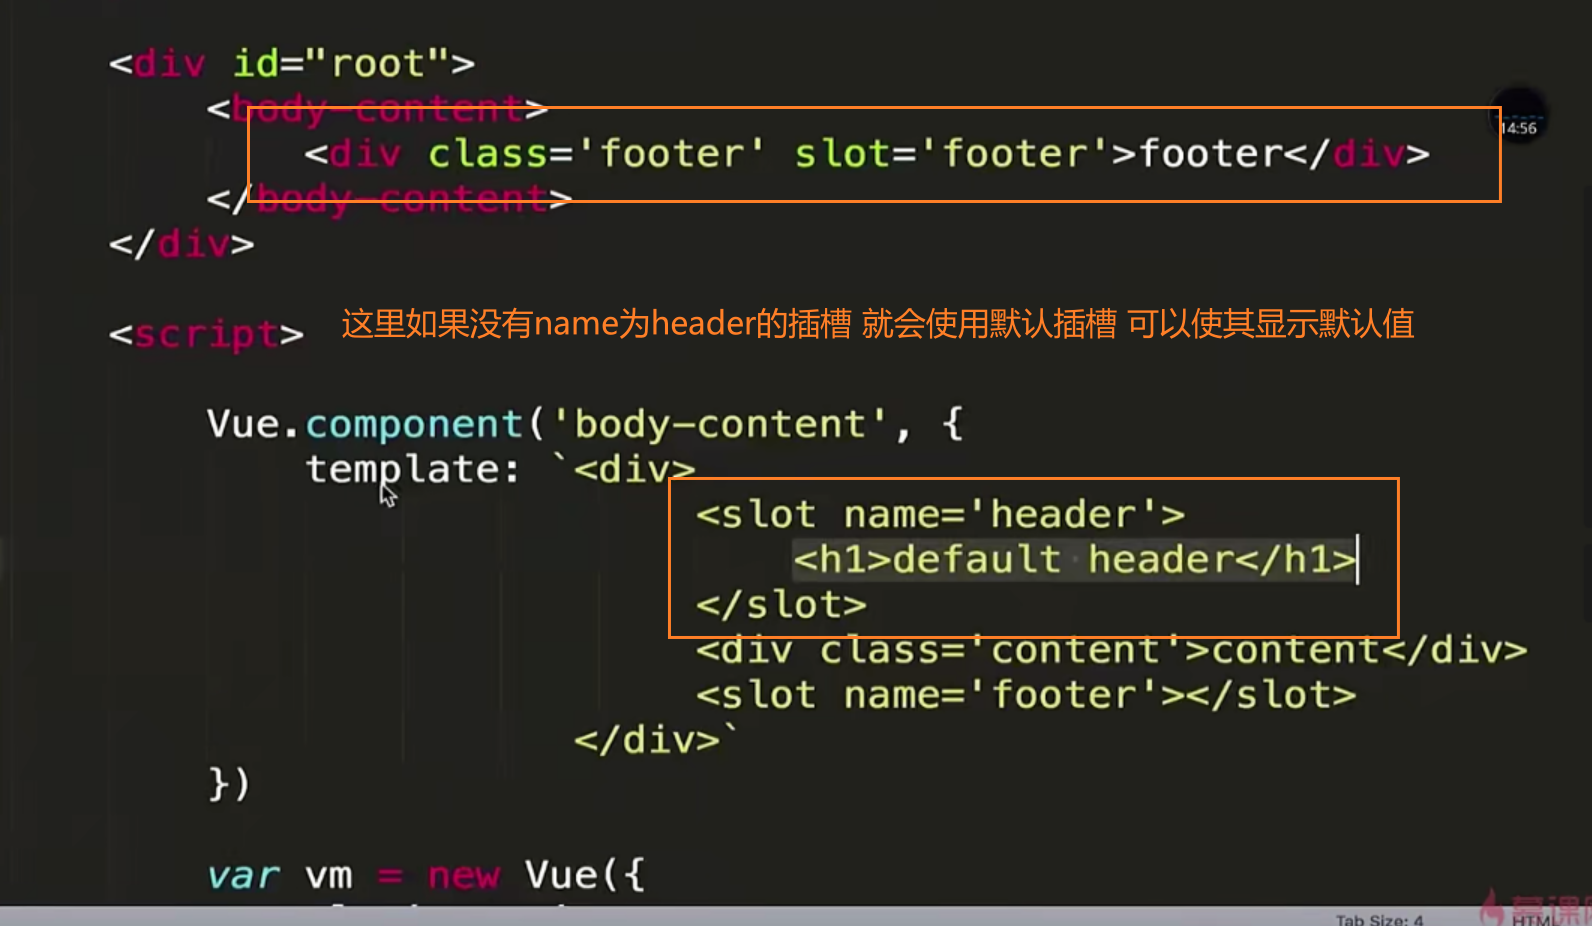 <div id="root">
<body-content>
14:56
<div class='footer' slot='footer'>footer</div>
</body-content>
</div>
<script> 这里如果没有name为header的插槽 就会使用默认插槽 可以使其显示默认值
Vue.component('body-content', {
template: `<div>
<slot name='header'>
<h1>default header</h1>
</slot>
<div class='content'>content</div>
<slot name='footer'></slot>
</div>`
})
var vm = new Vue({
Tab Size: 4 HTML
慕课网